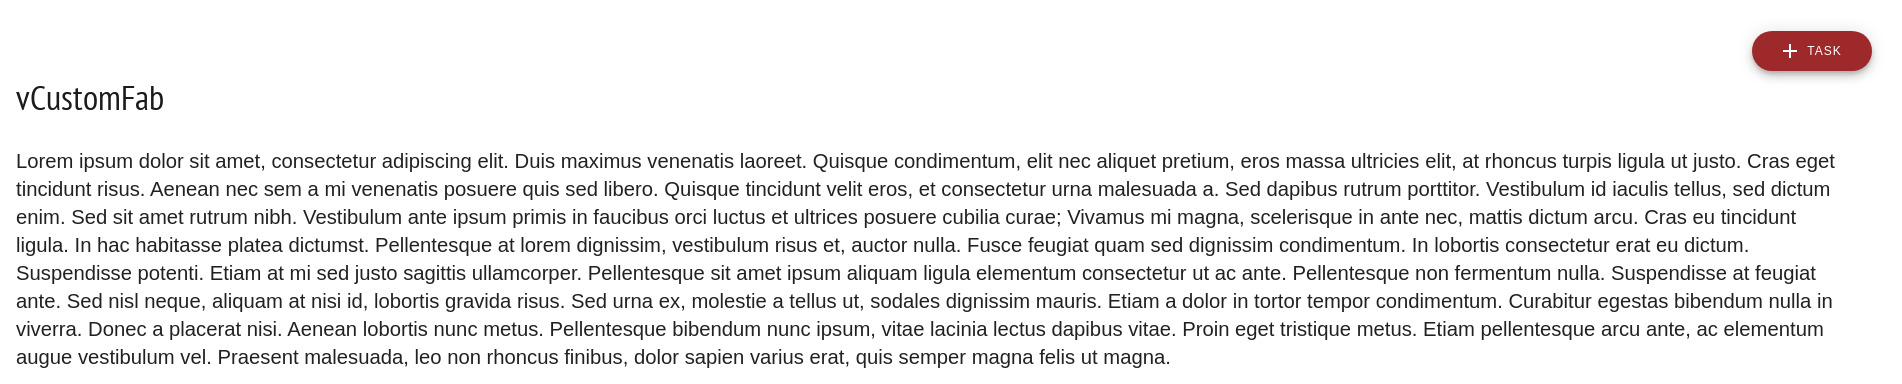 TASK
vCustomFab
Lorem ipsum dolor sit amet, consectetur adipiscing elit. Duis maximus venenatis laoreet. Quisque condimentum, elit nec aliquet pretium, eros massa ultricies elit, at rhoncus turpis ligula ut justo. Cras eget
tincidunt risus. Aenean nec sem a mi venenatis posuere quis sed libero. Quisque tincidunt velit eros, et consectetur urna malesuada a. Sed dapibus rutrum porttitor. Vestibulum id iaculis tellus, sed dictum
enim. Sed sit amet rutrum nibh. Vestibulum ante ipsum primis in faucibus orci luctus et ultrices posuere cubilia curae; Vivamus mi magna, scelerisque in ante nec, mattis dictum arcu. Cras eu tincidunt
ligula. In hac habitasse platea dictumst. Pellentesque at lorem dignissim, vestibulum risus et, auctor nulla. Fusce feugiat quam sed dignissim condimentum. In lobortis consectetur erat eu dictum.
Suspendisse potenti. Etiam at mi sed justo sagittis ullamcorper. Pellentesque sit amet ipsum aliquam ligula elementum consectetur ut ac ante. Pellentesque non fermentum nulla. Suspendisse at feugiat
ante. Sed nisl neque, aliquam at nisi id, lobortis gravida risus. Sed urna ex, molestie a tellus ut, sodales dignissim mauris. Etiam a dolor in tortor tempor condimentum. Curabitur egestas bibendum nulla in
viverra. Donec a placerat nisi. Aenean lobortis nunc metus. Pellentesque bibendum nunc ipsum, vitae lacinia lectus dapibus vitae. Proin eget tristique metus. Etiam pellentesque arcu ante, ac elementum
augue vestibulum vel. Praesent malesuada, leo non rhoncus finibus, dolor sapien varius erat, quis semper magna felis ut magna.